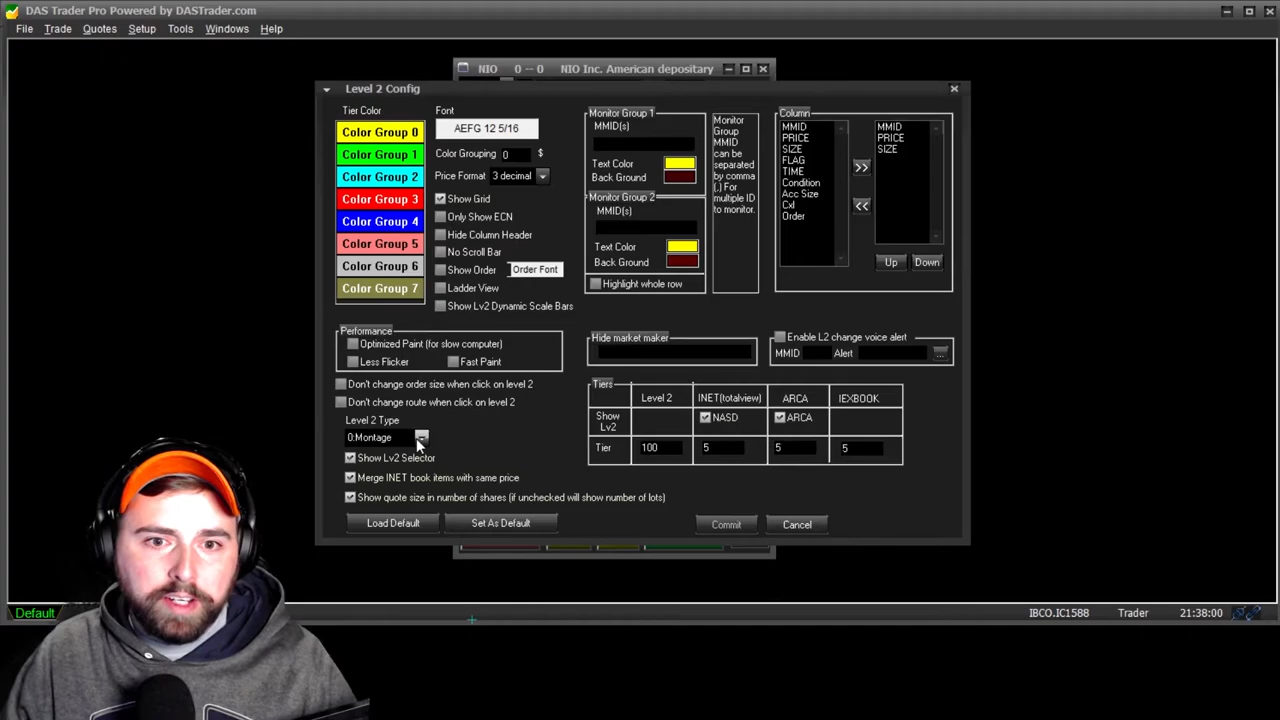 DAS Trader Pro Powered by DASTrader.com
File Trade Quotes Setup Tools Windows Help
NIO 0 -- 0 NIO Inc. American depositary
Level 2 Config
Tier Color
Color Group 0
Color Group 1
Color Group 2
Color Group 3
Color Group 4
Color Group 5
Color Group 6
Color Group 7
Font
AEFG 12 5/16
Color Grouping 0 $
Price Format 3 decimal
Show Grid
Only Show ECN
Hide Column Header
No Scroll Bar
Show Order Order Font
Ladder View
Show Lv2 Dynamic Scale Bars
Monitor Group 1
MMID(s)
Text Color
Back Ground
Monitor Group 2
MMID(s)
Text Color
Back Ground
Highlight whole row
Monitor
Group
MMID
can be
separated
by comma
(,) For
multiple ID
to monitor.
Column
MMID
PRICE
SIZE
FLAG
TIME
Condition
Acc Size
Cxl
Order
>>
<<
MMID
PRICE
SIZE
Up Down
Performance
Optimized Paint (for slow computer)
Less Flicker Fast Paint
Hide market maker
Enable L2 change voice alert
MMID Alert ...
Don't change order size when click on level 2
Don't change route when click on level 2
Level 2 Type
0:Montage
Show Lv2 Selector
Merge INET book items with same price
Show quote size in number of shares (if unchecked will show number of lots)
Tiers
Level 2 INET(totalview) ARCA IEXBOOK
Show
Lv2
NASD ARCA
Tier 100 5 5 5
Load Default Set As Default Commit Cancel
Default IBCO.IC1588 Trader 21:38:00